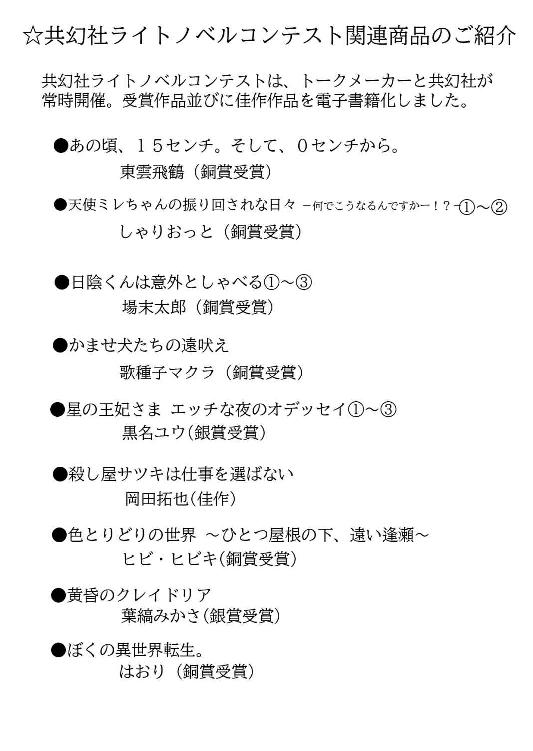 ☆共幻社ライトノベルコンテスト関連商品のご紹介
共幻社ライトノベルコンテストは、トークメーカーと共幻社が
常時開催。受賞作品並びに佳作作品を電子書籍化しました。
●あの頃、１５センチ。そして、０センチから。
東雲飛鶴（銅賞受賞）
●天使ミレちゃんの振り回されな日々 －何でこうなるんですかー！？－①～②
しゃりおっと（銅賞受賞）
●日陰くんは意外としゃべる①～③
場末太郎（銅賞受賞）
●かませ犬たちの遠吠え
歌種子マクラ（銅賞受賞）
●星の王妃さま エッチな夜のオデッセイ①～③
黒名ユウ(銀賞受賞）
●殺し屋サツキは仕事を選ばない
岡田拓也(佳作）
●色とりどりの世界 ～ひとつ屋根の下、遠い逢瀬～
ヒビ・ヒビキ(銅賞受賞）
●黄昏のクレイドリア
葉縞みかさ(銀賞受賞）
●ぼくの異世界転生。
はおり（銅賞受賞）